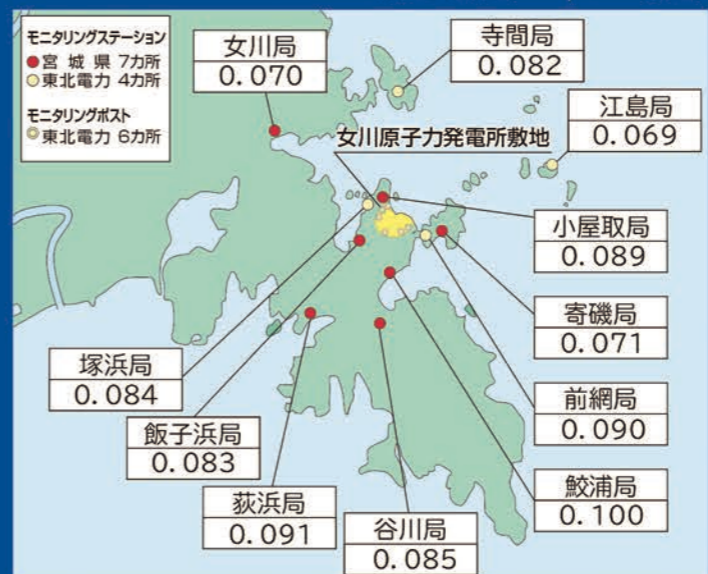 モニタリングステーション
宮城県 7カ所
東北電力 4カ所
モニタリングポスト
東北電力 6カ所
女川局
0.070
寺間局
0.082
江島局
0.069
女川原子力発電所敷地
小屋取局
0.089
寄磯局
0.071
前網局
0.090
鮫浦局
0.100
塚浜局
0.084
飯子浜局
0.083
荻浜局
0.091
谷川局
0.085